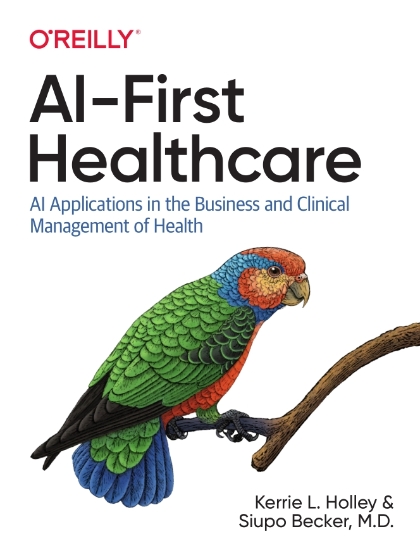 O'REILLY®
AI-First
Healthcare
AI Applications in the Business and Clinical
Management of Health
Kerrie L. Holley &
Siupo Becker, M.D.